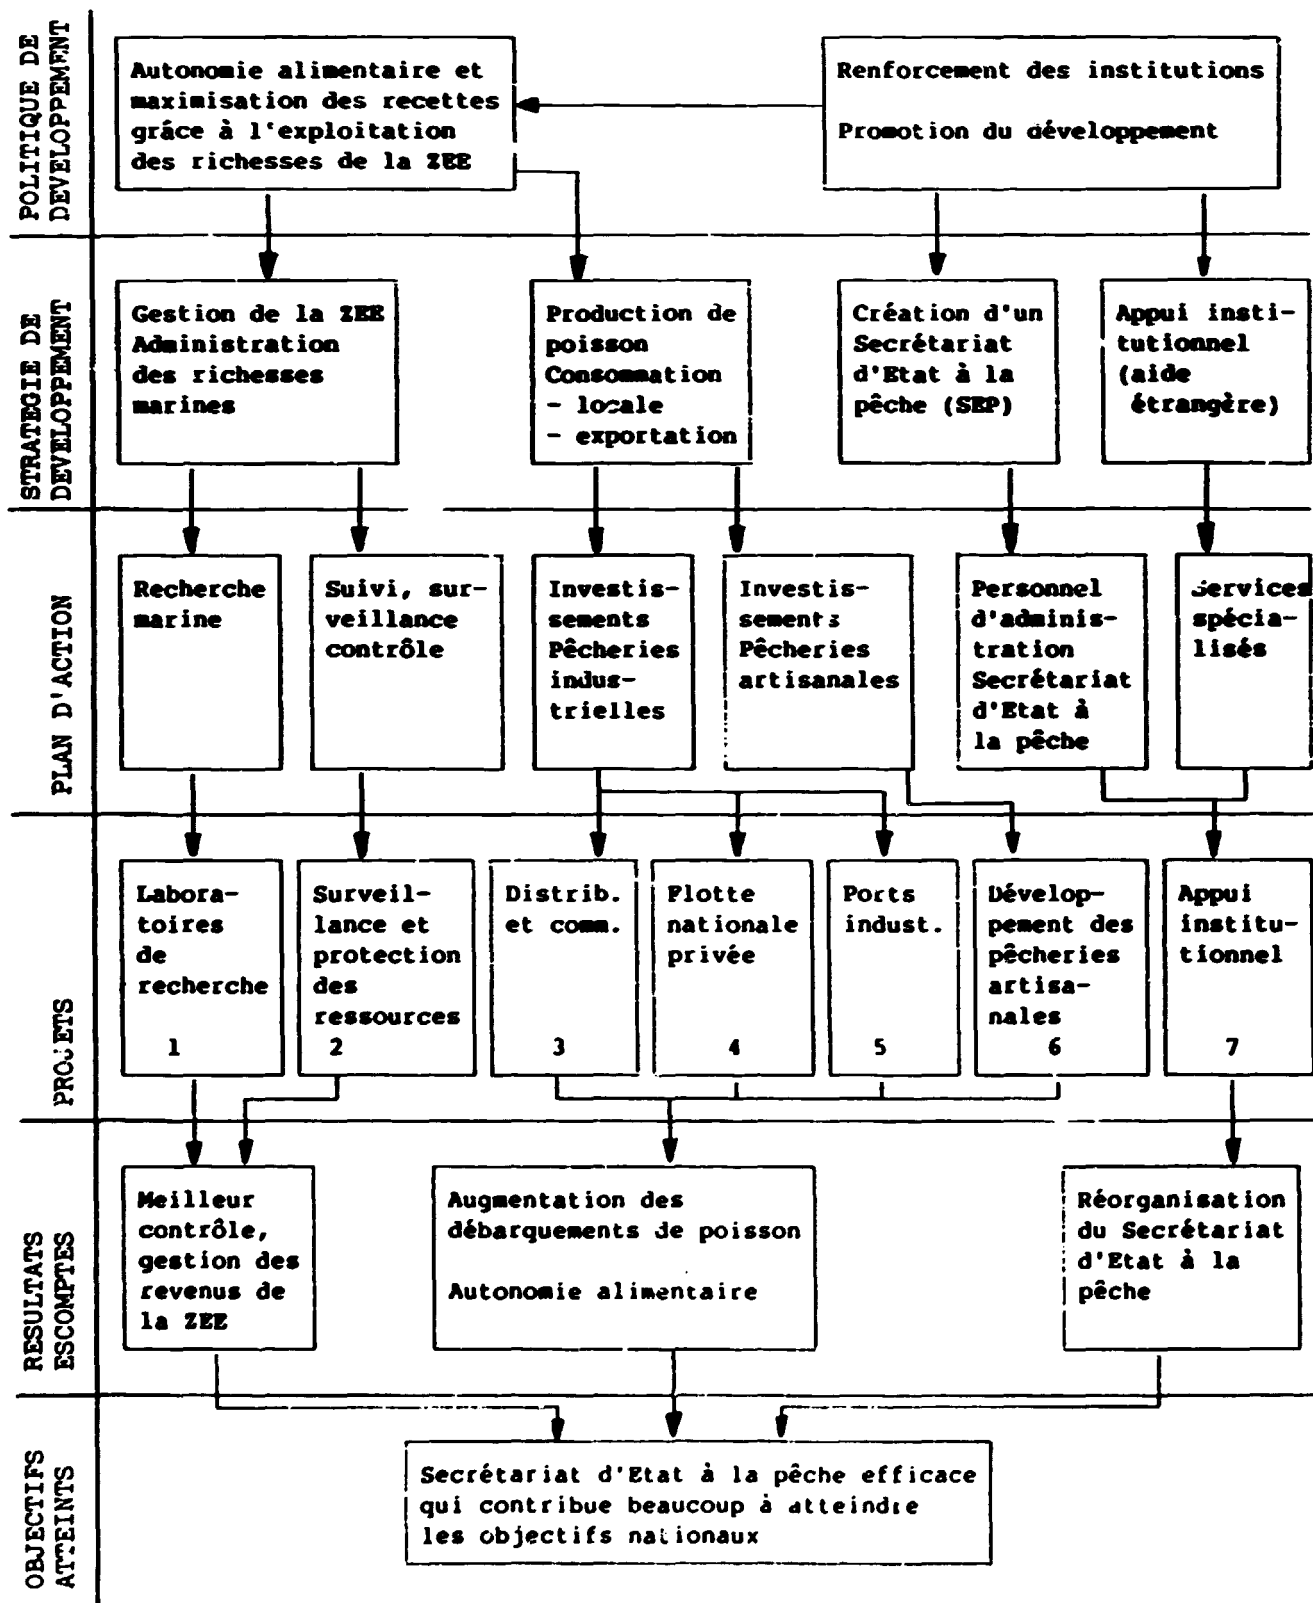 POLITIQUE DE
DEVELOPPEMENT
Autonomie alimentaire et
maximisation des recettes
grâce à l'exploitation
des richesses de la ZEE
Renforcement des institutions
Promotion du développement
STRATEGIE DE
DEVELOPPEMENT
Gestion de la ZEE
Administration
des richesses
marines
Production de
poisson
Consommation
- locale
- exportation
Création d'un
Secrétariat
d'Etat à la
pêche (SEP)
Appui insti-
tutionnel
(aide
étrangère)
PLAN D'ACTION
Recherche
marine
Suivi, sur-
veillance
contrôle
Investis-
sements
Pêcheries
indus-
trielles
Investis-
sements
Pêcheries
artisanales
Personnel
d'adminis-
tration
Secrétariat
d'Etat à
la pêche
Services
spécia-
lisés
PROJETS
Labora-
toires
de
recherche
1
Surveil-
lance et
protection
des
ressources
2
Distrib.
et comm.
3
Flotte
nationale
privée
4
Ports
indust.
5
Dévelop-
pement des
pêcheries
artisa-
nales
6
Appui
institu-
tionnel
7
RESULTATS
ESCOMPTES
Meilleur
contrôle,
gestion des
revenus de
la ZEE
Augmentation des
débarquements de poisson
Autonomie alimentaire
Réorganisation
du Secrétariat
d'Etat à la
pêche
OBJECTIFS
ATTEINTS
Secrétariat d'Etat à la pêche efficace
qui contribue beaucoup à atteindre
les objectifs nationaux